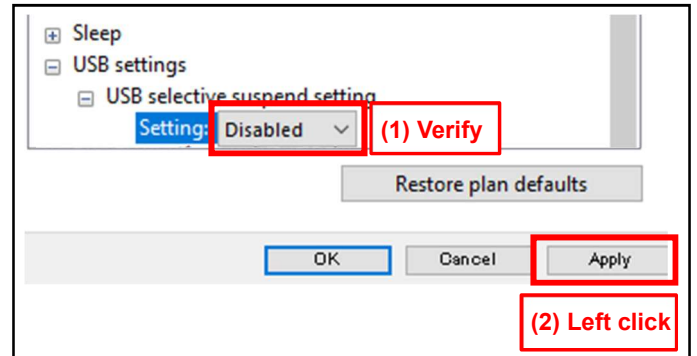 Sleep
USB settings
USB selective suspend setting
Setting: Disabled
(1) Verify
Restore plan defaults
OK Cancel Apply
(2) Left click